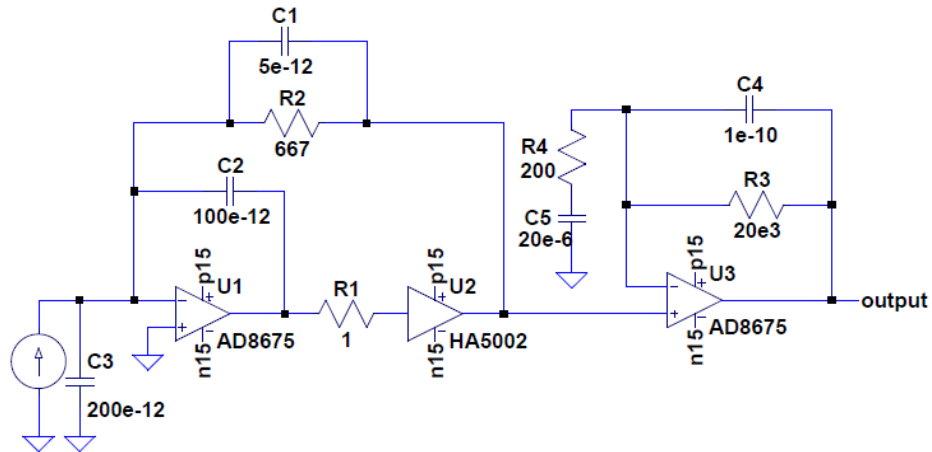 C1
5e-12
R2
667
C2
100e-12
C4
1e-10
R4
200
R3
20e3
C5
20e-6
p15
U1
n15
AD8675
R1
1
p15
U2
n15
HA5002
p15
U3
n15
AD8675
output
C3
200e-12